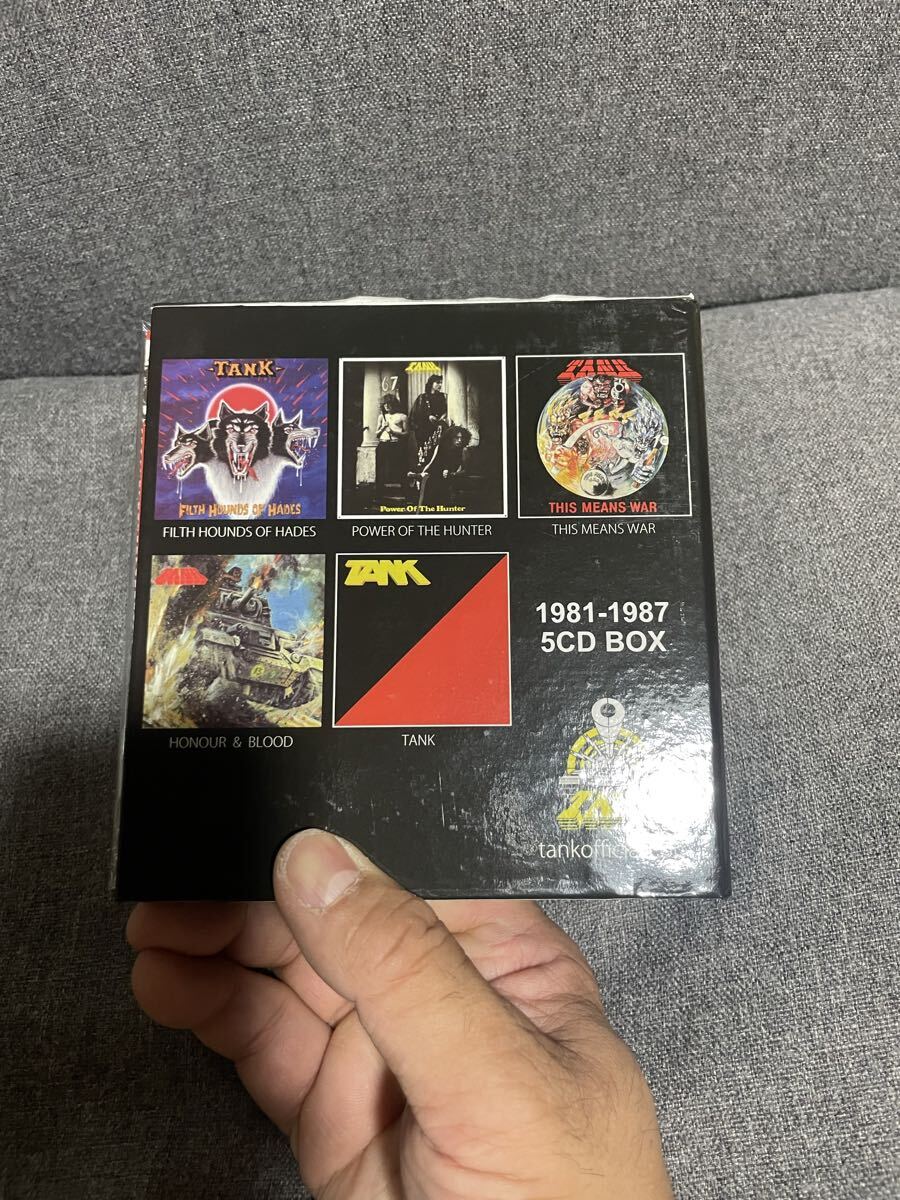 TANK
FILTH HOUNDS OF HADES
FILTH HOUNDS OF HADES
TANK
67
Power Of The Hunter
POWER OF THE HUNTER
TANK
THIS MEANS WAR
THIS MEANS WAR
HONOUR & BLOOD
TANK
TANK
1981-1987
5CD BOX